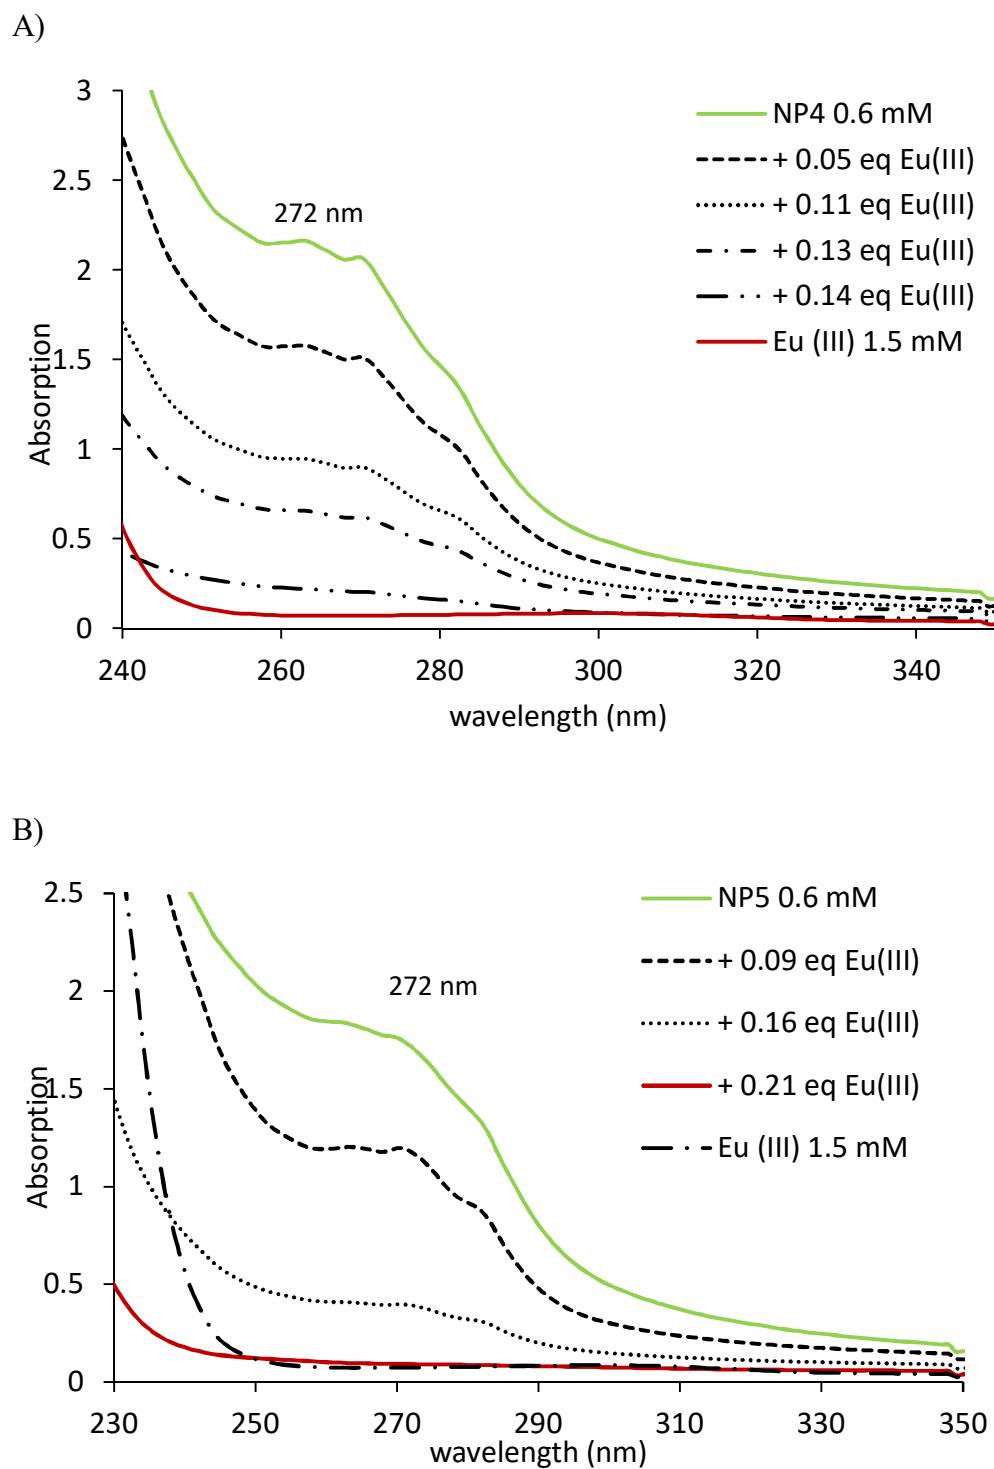 A)
3
2.5
2
1.5
1
0.5
0
Absorption
272 nm
NP4 0.6 mM
+ 0.05 eq Eu(III)
+ 0.11 eq Eu(III)
+ 0.13 eq Eu(III)
+ 0.14 eq Eu(III)
Eu (III) 1.5 mM
240 260 280 300 320 340
wavelength (nm)
B)
2.5
2
1.5
1
0.5
0
Absorption
272 nm
NP5 0.6 mM
+ 0.09 eq Eu(III)
+ 0.16 eq Eu(III)
+ 0.21 eq Eu(III)
Eu (III) 1.5 mM
230 250 270 290 310 330 350
wavelength (nm)